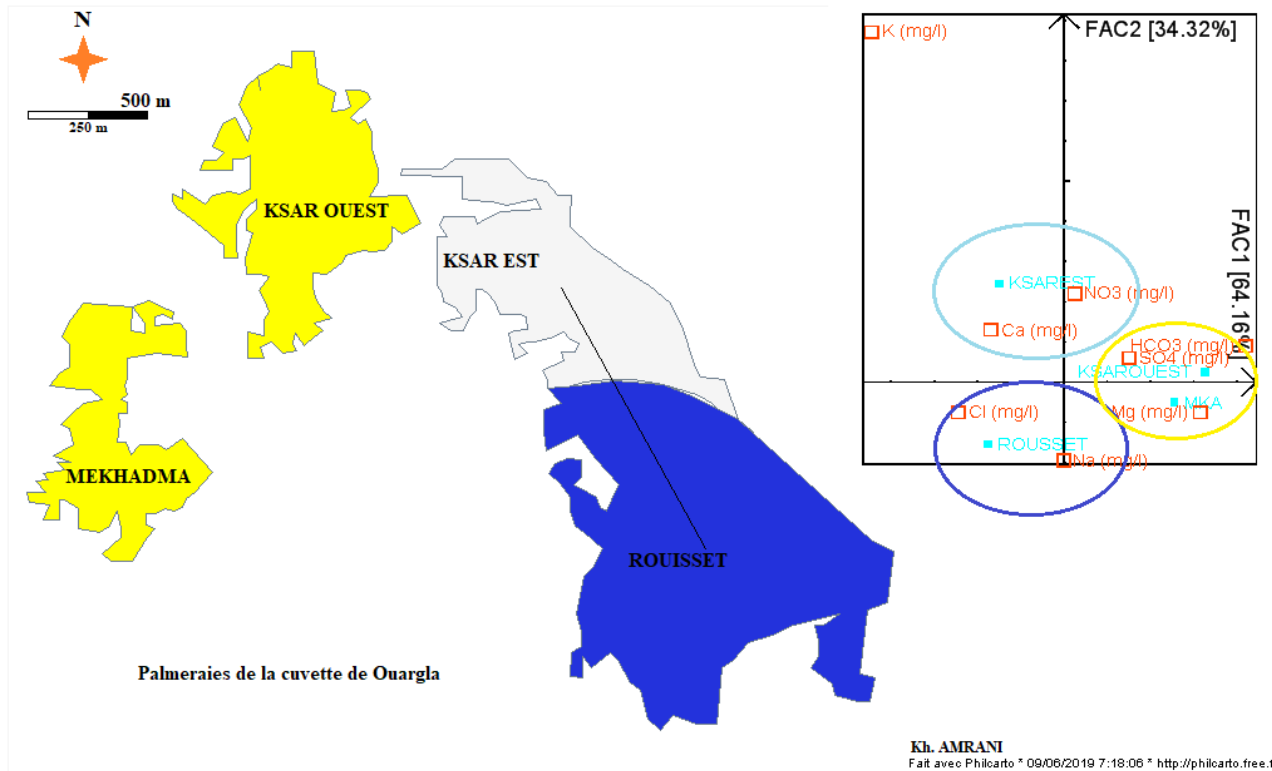 N
500 m
250 m
KSAR OUEST
KSAR EST
MEKHADMA
ROUISSET
Palmeraies de la cuvette de Ouargla
K (mg/l)
FAC2 [34.32%]
FAC1 [64.16%]
KSAREST
NO3 (mg/l)
Ca (mg/l)
HCO3 (mg/l)
SO4 (mg/l)
KSAROUEST
MKA
Cl (mg/l)
Mg (mg/l)
ROUSSET
Na (mg/l)
Kh. AMRANI
Fait avec Philcarto * 09/06/2019 7:18:06 * http://philcarto.free.f